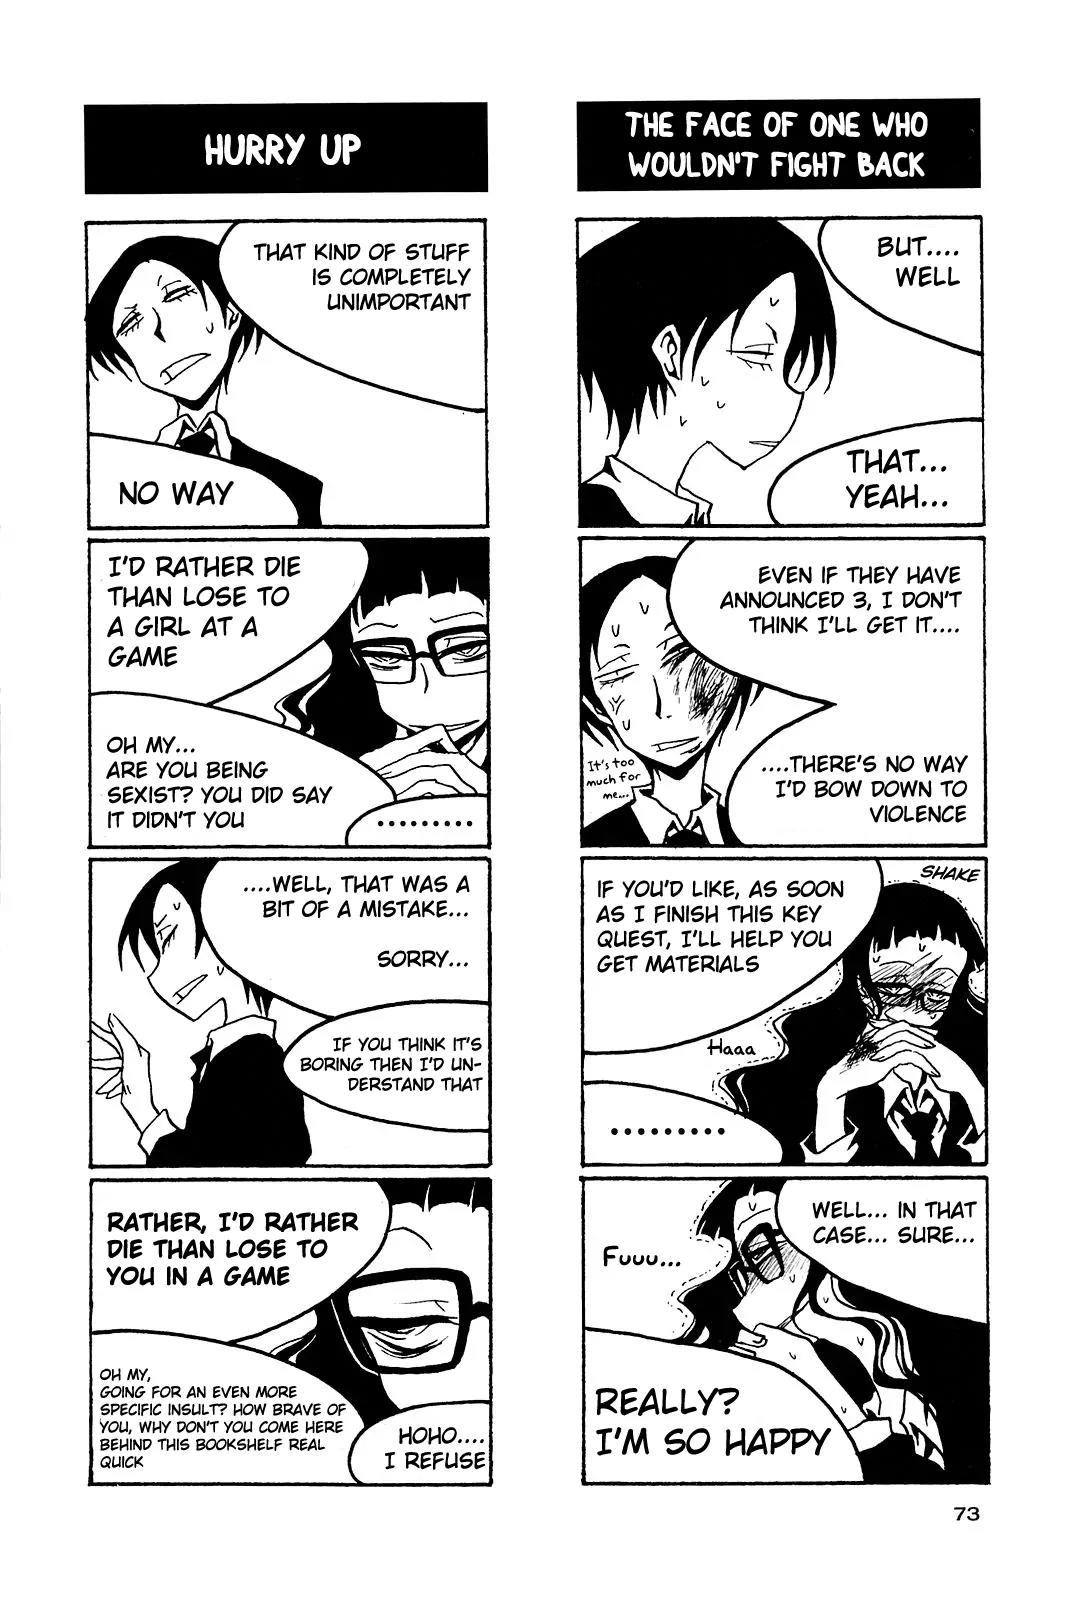 THE FACE OF ONE WHO
WOULDN'T FIGHT BACK
BUT....
WELL
THAT...
YEAH...
EVEN IF THEY HAVE
ANNOUNCED 3, I DON'T
THINK I'LL GET IT....
It's too
much for
me...
....THERE'S NO WAY
I'D BOW DOWN TO
VIOLENCE
SHAKE
IF YOU'D LIKE, AS SOON
AS I FINISH THIS KEY
QUEST, I'LL HELP YOU
GET MATERIALS
Haaa
.........
WELL... IN THAT
CASE... SURE...
Fuuu...
REALLY?
I'M SO HAPPY
HURRY UP
THAT KIND OF STUFF
IS COMPLETELY
UNIMPORTANT
NO WAY
I'D RATHER DIE
THAN LOSE TO
A GIRL AT A
GAME
OH MY...
ARE YOU BEING
SEXIST? YOU DID SAY
IT DIDN'T YOU
.........
....WELL, THAT WAS A
BIT OF A MISTAKE...
SORRY...
IF YOU THINK IT'S
BORING THEN I'D UN-
DERSTAND THAT
RATHER, I'D RATHER
DIE THAN LOSE TO
YOU IN A GAME
OH MY,
GOING FOR AN EVEN MORE
SPECIFIC INSULT? HOW BRAVE OF
YOU, WHY DON'T YOU COME HERE
BEHIND THIS BOOKSHELF REAL
QUICK
HOHO....
I REFUSE
73